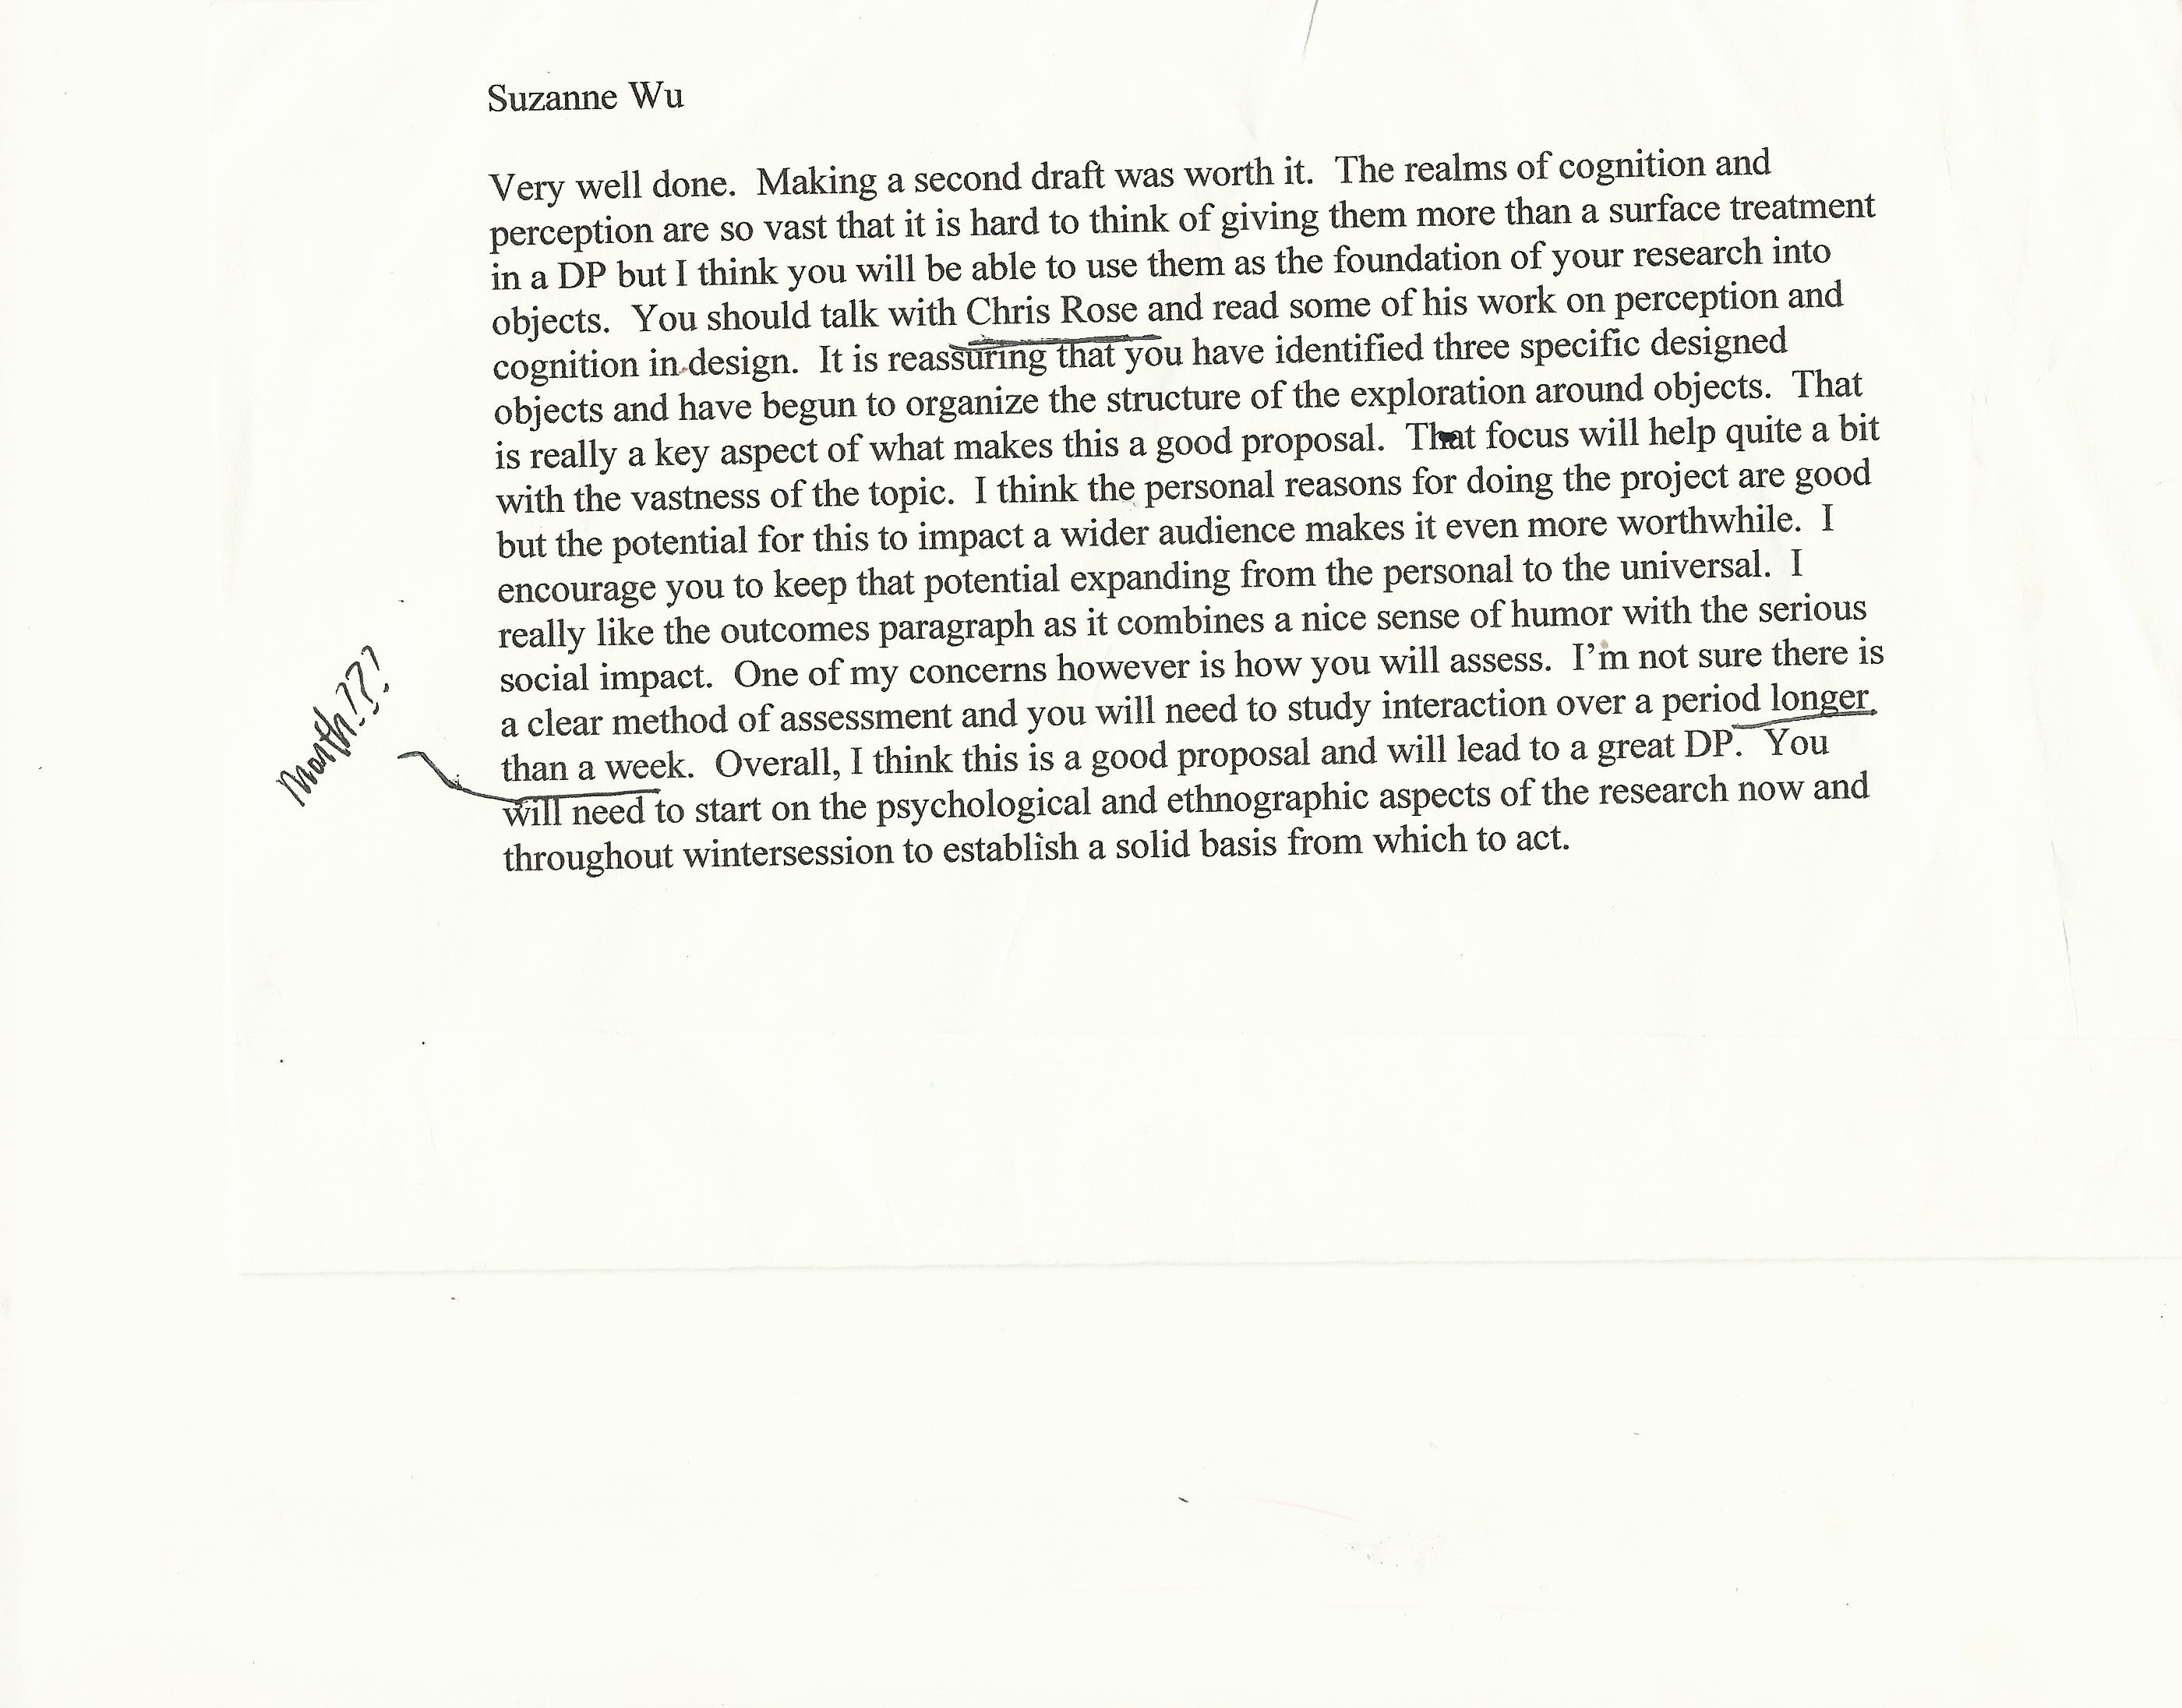 Suzanne Wu
Very well done.  Making a second draft was worth it.  The realms of cognition and
perception are so vast that it is hard to think of giving them more than a surface treatment
in a DP but I think you will be able to use them as the foundation of your research into
objects.  You should talk with Chris Rose and read some of his work on perception and
cognition in design.  It is reassuring that you have identified three specific designed
objects and have begun to organize the structure of the exploration around objects.  That
is really a key aspect of what makes this a good proposal.  That focus will help quite a bit
with the vastness of the topic.  I think the personal reasons for doing the project are good
but the potential for this to impact a wider audience makes it even more worthwhile.  I
encourage you to keep that potential expanding from the personal to the universal.  I
really like the outcomes paragraph as it combines a nice sense of humor with the serious
social impact.  One of my concerns however is how you will assess.  I'm not sure there is
a clear method of assessment and you will need to study interaction over a period longer
than a week.  Overall, I think this is a good proposal and will lead to a great DP.  You
will need to start on the psychological and ethnographic aspects of the research now and
throughout wintersession to establish a solid basis from which to act.
Month???